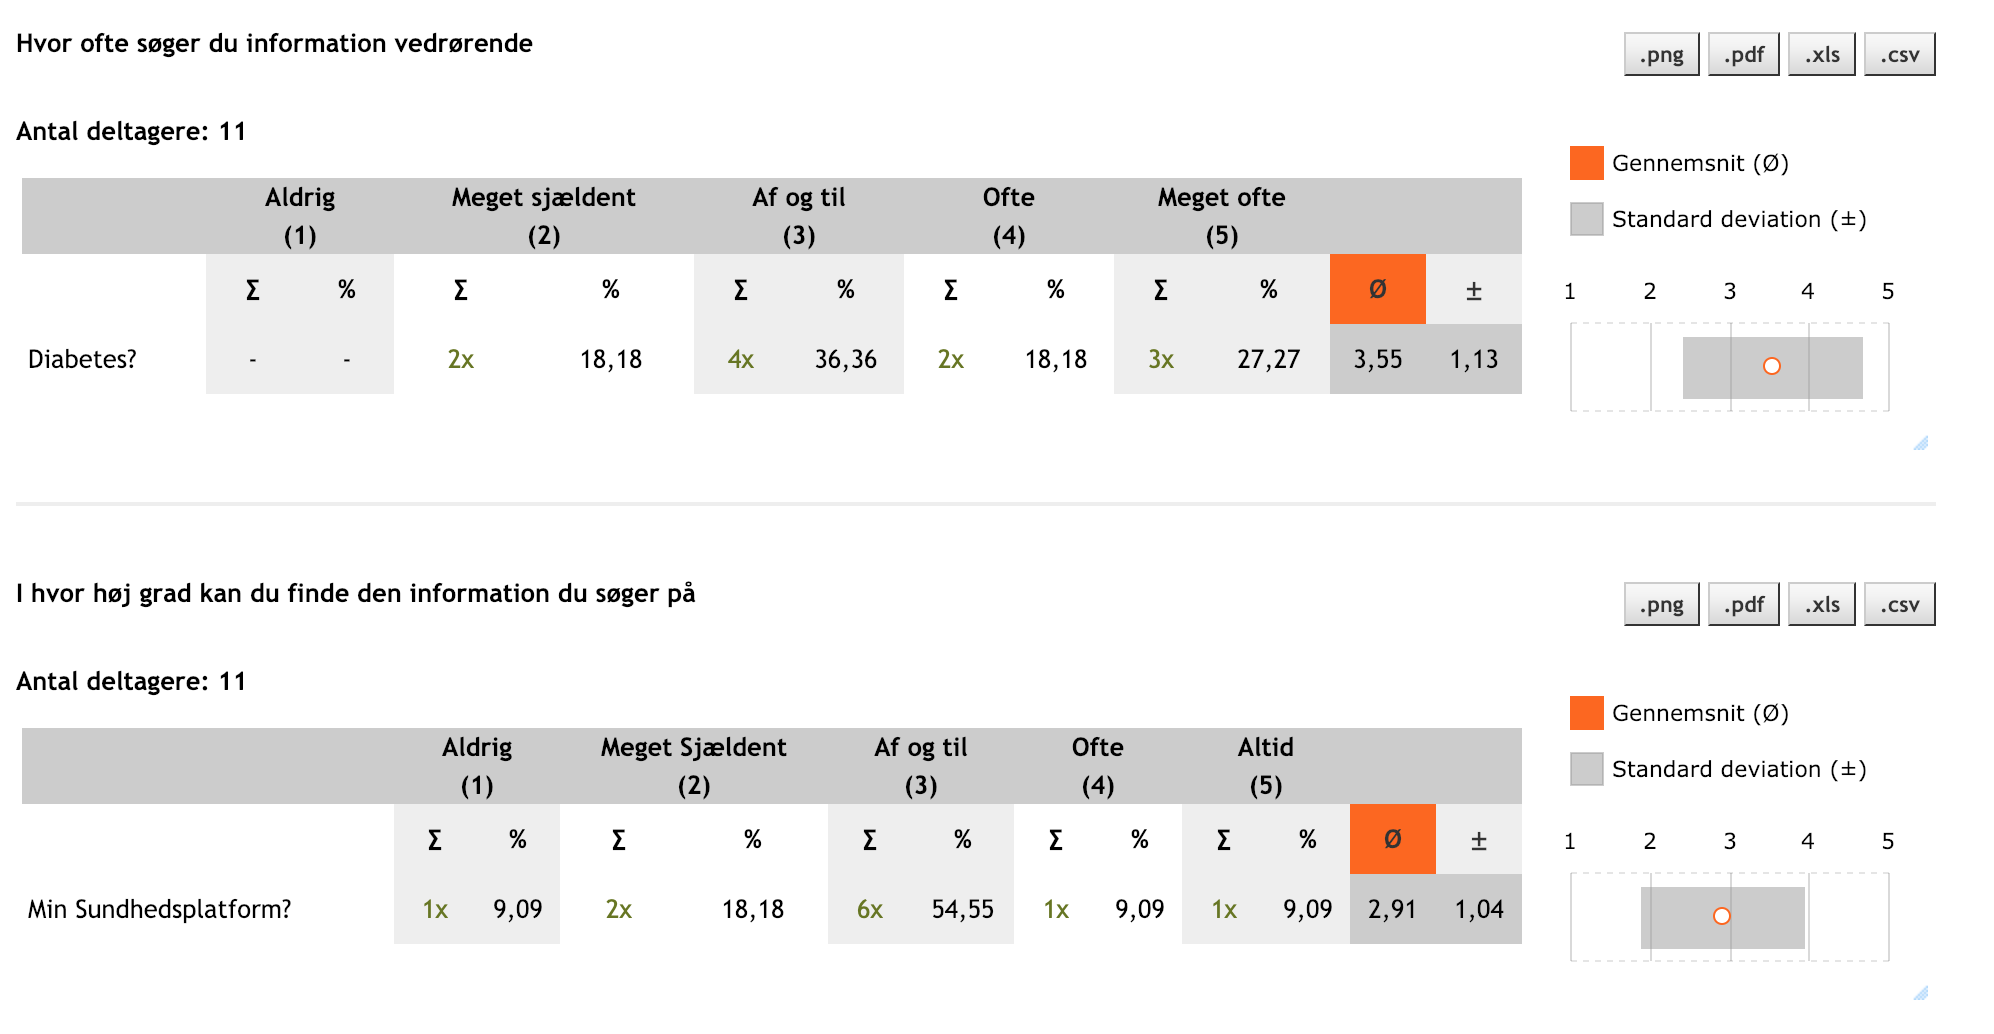 Hvor ofte søger du information vedrørende
.png .pdf .xls .csv
Antal deltagere: 11
Gennemsnit (Ø)
Standard deviation (±)
Aldrig Meget sjældent Af og til Ofte Meget ofte
(1) (2) (3) (4) (5)
Σ % Σ % Σ % Σ % Σ % Ø ±
1 2 3 4 5
Diabetes? - - 2x 18,18 4x 36,36 2x 18,18 3x 27,27 3,55 1,13
I hvor høj grad kan du finde den information du søger på
.png .pdf .xls .csv
Antal deltagere: 11
Gennemsnit (Ø)
Standard deviation (±)
Aldrig Meget Sjældent Af og til Ofte Altid
(1) (2) (3) (4) (5)
Σ % Σ % Σ % Σ % Σ % Ø ±
1 2 3 4 5
Min Sundhedsplatform? 1x 9,09 2x 18,18 6x 54,55 1x 9,09 1x 9,09 2,91 1,04